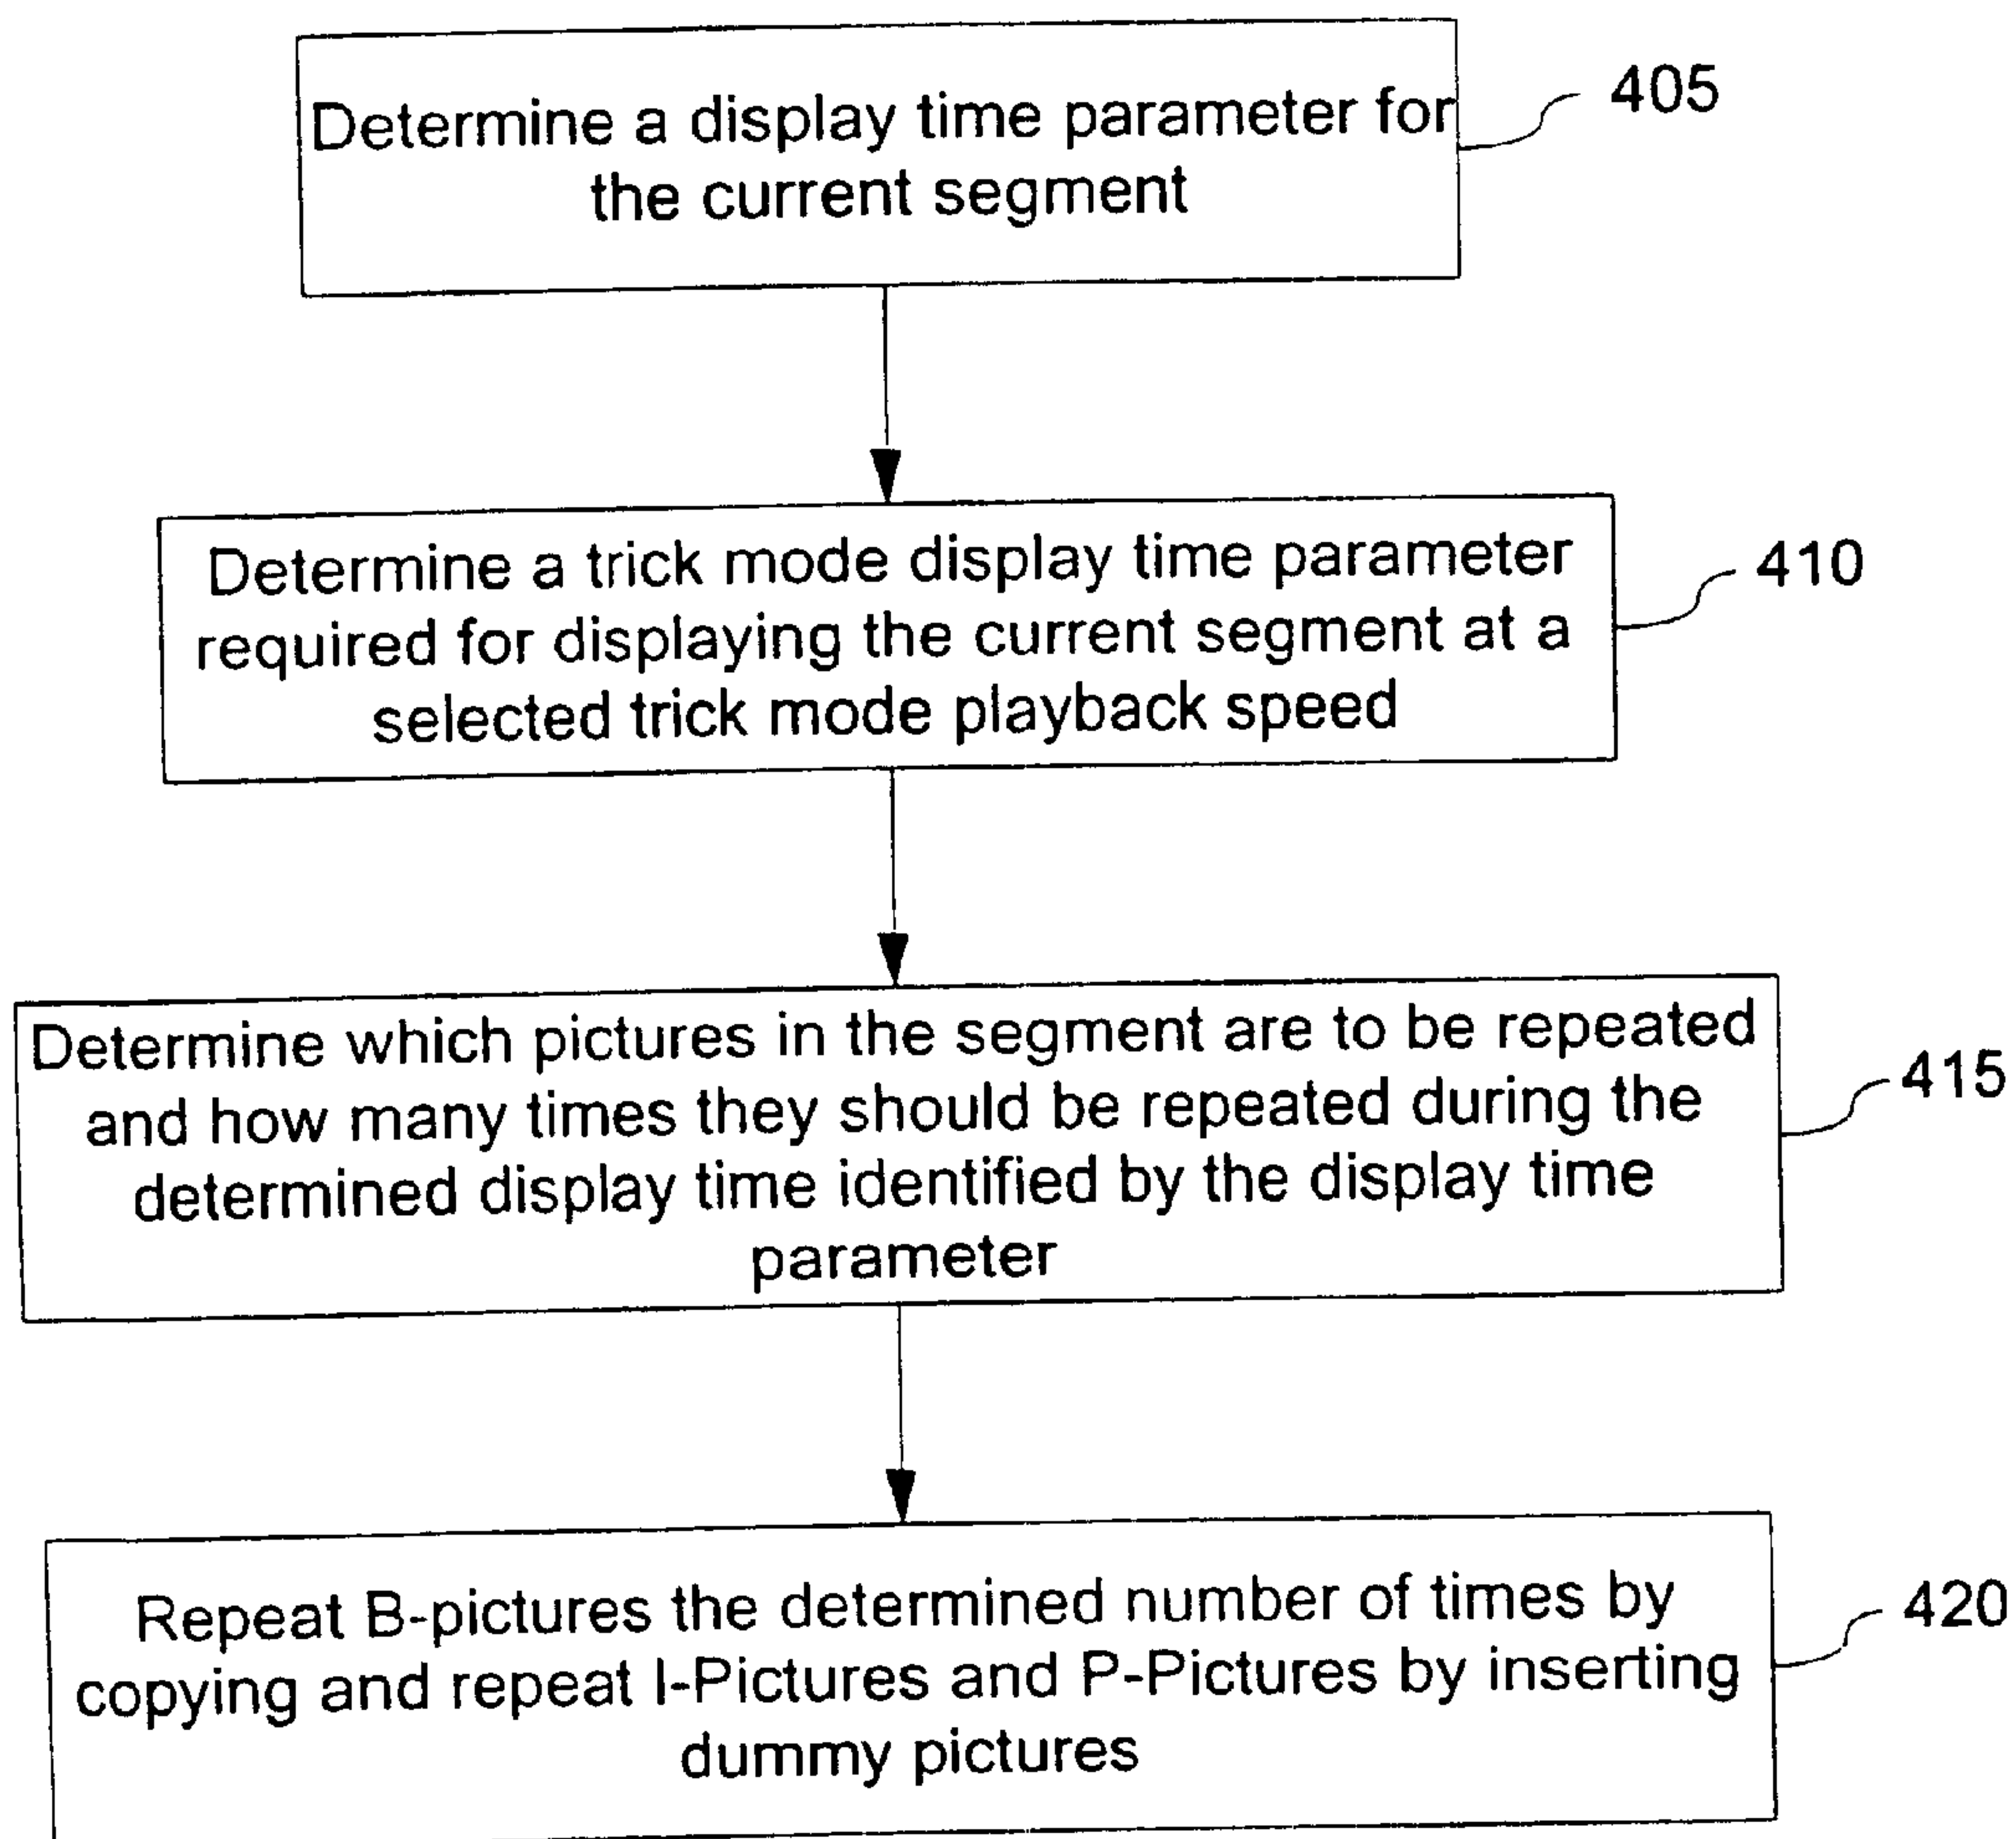 Determine a display time parameter for
the current segment
405
Determine a trick mode display time parameter
required for displaying the current segment at a
selected trick mode playback speed
410
Determine which pictures in the segment are to be repeated
and how many times they should be repeated during the
determined display time identified by the display time
parameter
415
Repeat B-pictures the determined number of times by
copying and repeat I-Pictures and P-Pictures by inserting
dummy pictures
420